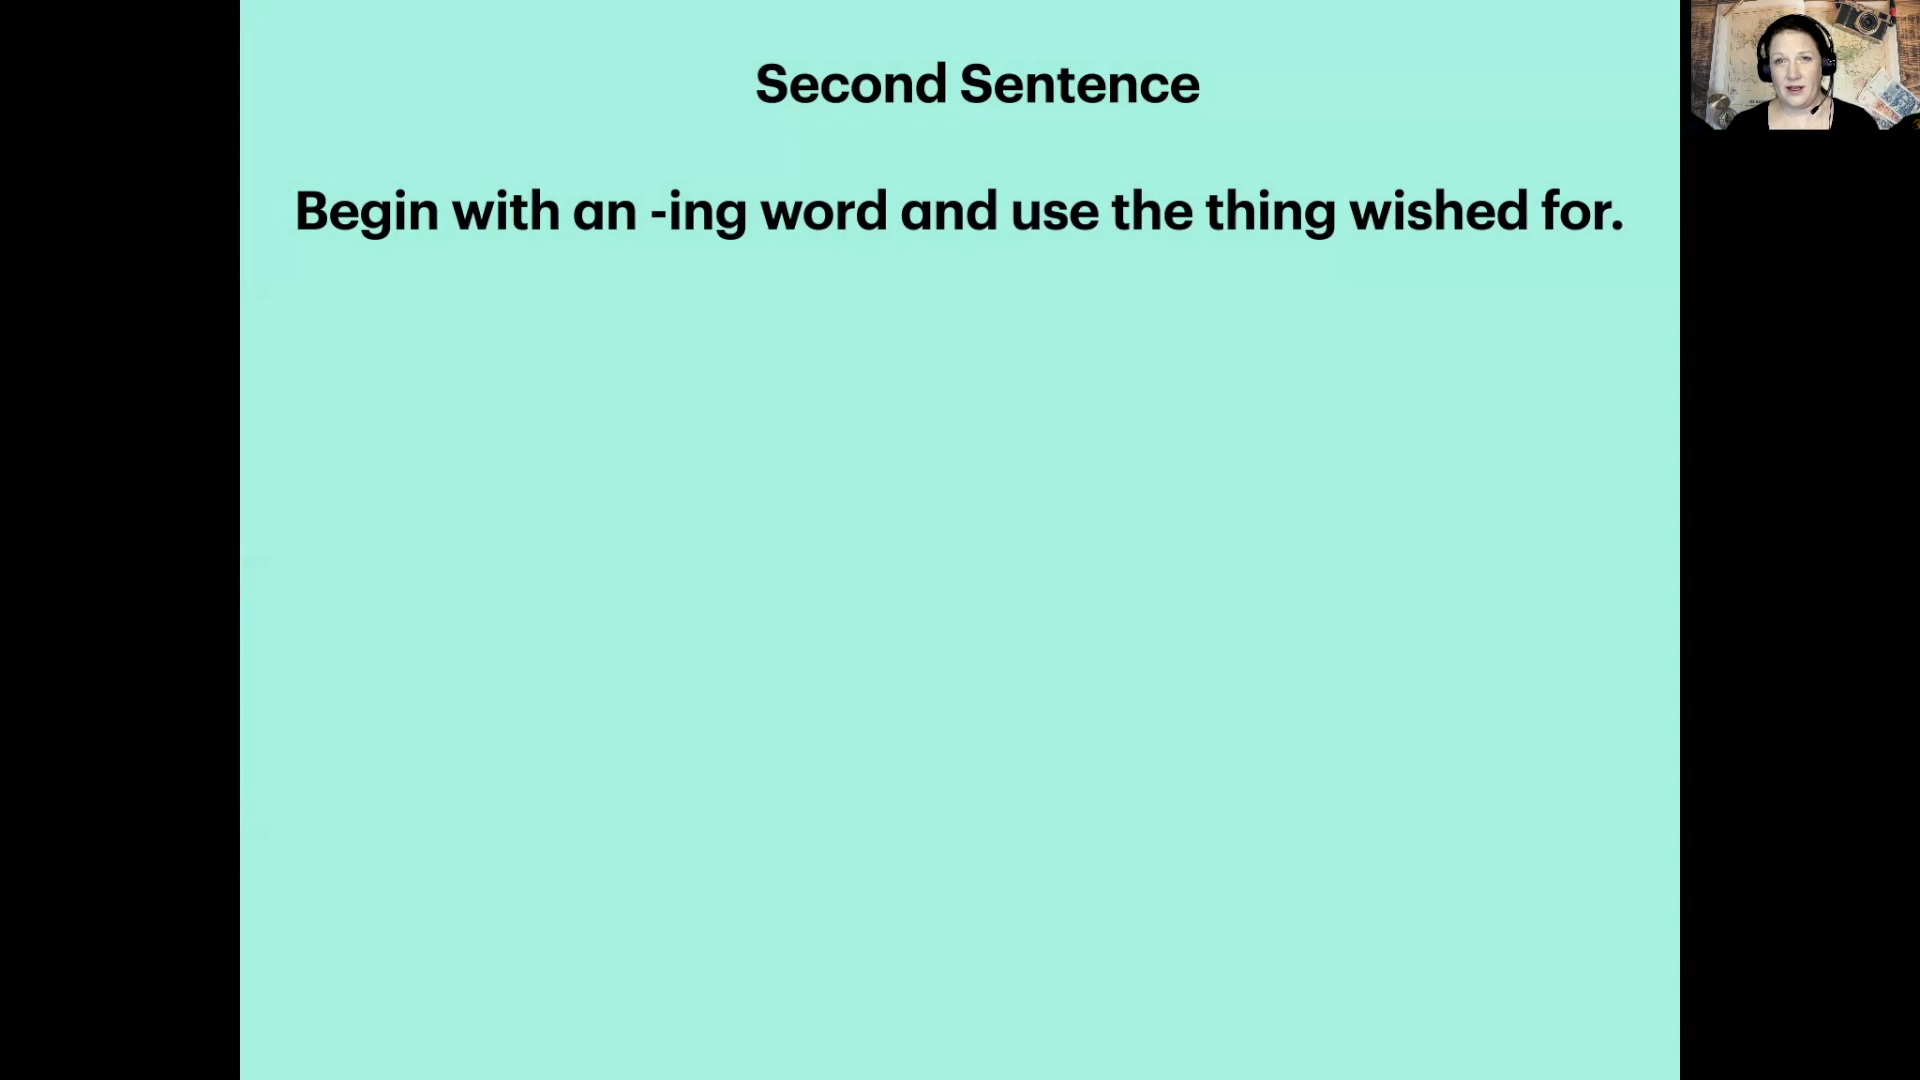 Second Sentence
Begin with an -ing word and use the thing wished for.